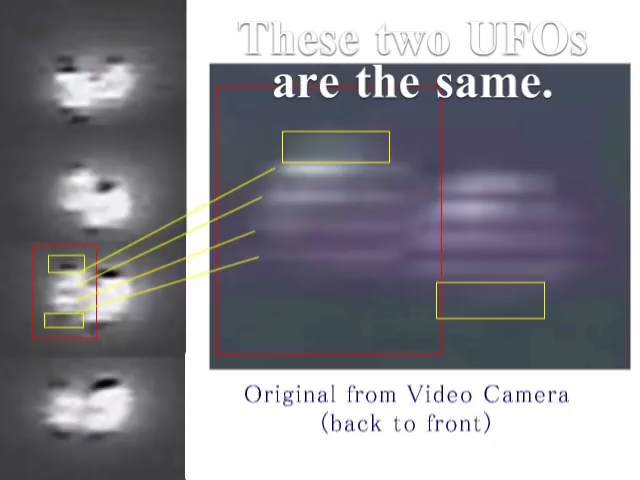 These two UFOs
are the same.
Original from Video Camera
(back to front)